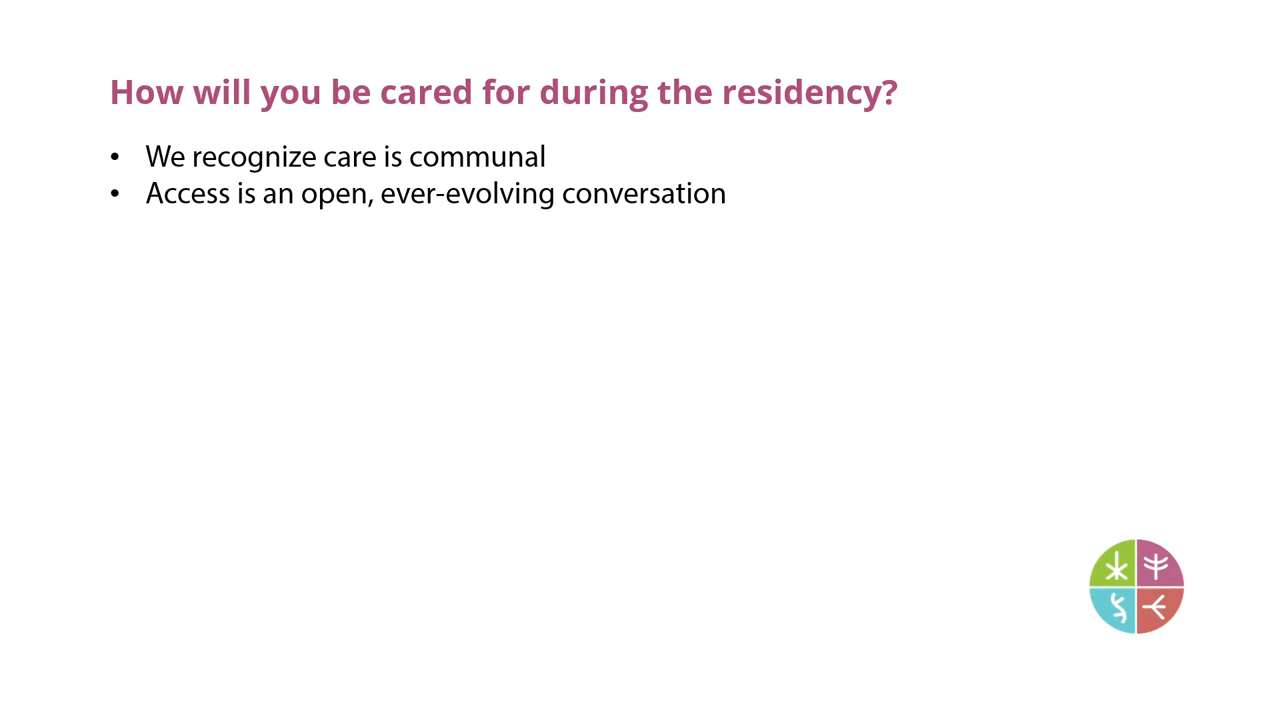 How will you be cared for during the residency?
• We recognize care is communal
• Access is an open, ever-evolving conversation